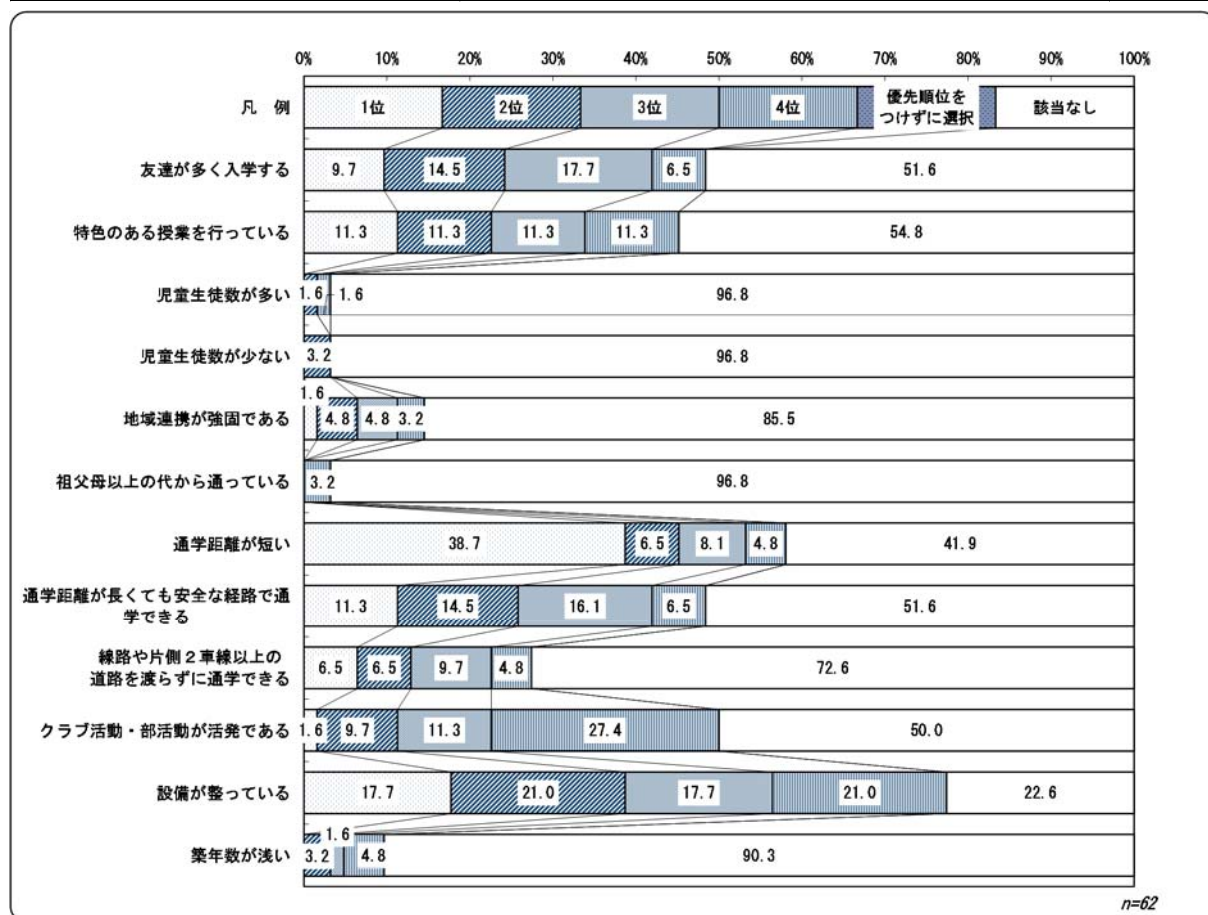 0% 10% 20% 30% 40% 50% 60% 70% 80% 90% 100%
凡 例 1位 2位 3位 4位 優先順位を つけずに選択 該当なし
友達が多く入学する 9.7 14.5 17.7 6.5 51.6
特色のある授業を行っている 11.3 11.3 11.3 11.3 54.8
児童生徒数が多い 1.6 1.6 96.8
児童生徒数が少ない 3.2 96.8
地域連携が強固である 1.6 4.8 4.8 3.2 85.5
祖父母以上の代から通っている 3.2 96.8
通学距離が短い 38.7 6.5 8.1 4.8 41.9
通学距離が長くても安全な経路で通
学できる 11.3 14.5 16.1 6.5 51.6
線路や片側2車線以上の
道路を渡らずに通学できる 6.5 6.5 9.7 4.8 72.6
クラブ活動・部活動が活発である 1.6 9.7 11.3 27.4 50.0
設備が整っている 17.7 21.0 17.7 21.0 22.6
築年数が浅い 3.2 1.6 4.8 90.3
n=62